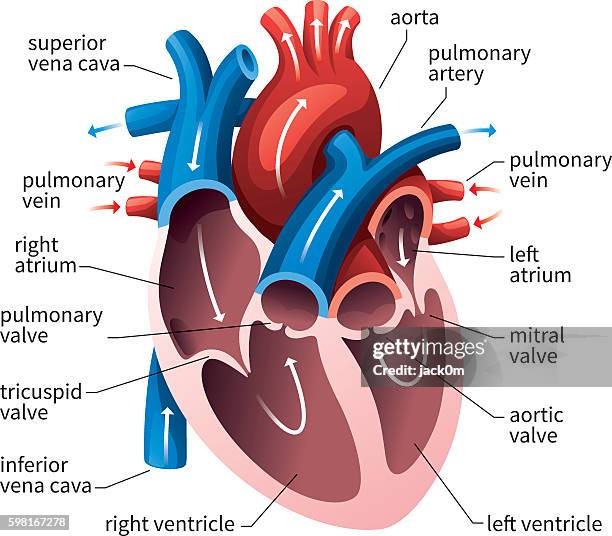 superior
vena cava
aorta
pulmonary
artery
pulmonary
vein
pulmonary
vein
right
atrium
left
atrium
pulmonary
valve
mitral
valve
gettyimages
jack0m
tricuspid
valve
aortic
valve
inferior
vena cava
right ventricle
left ventricle
598167278